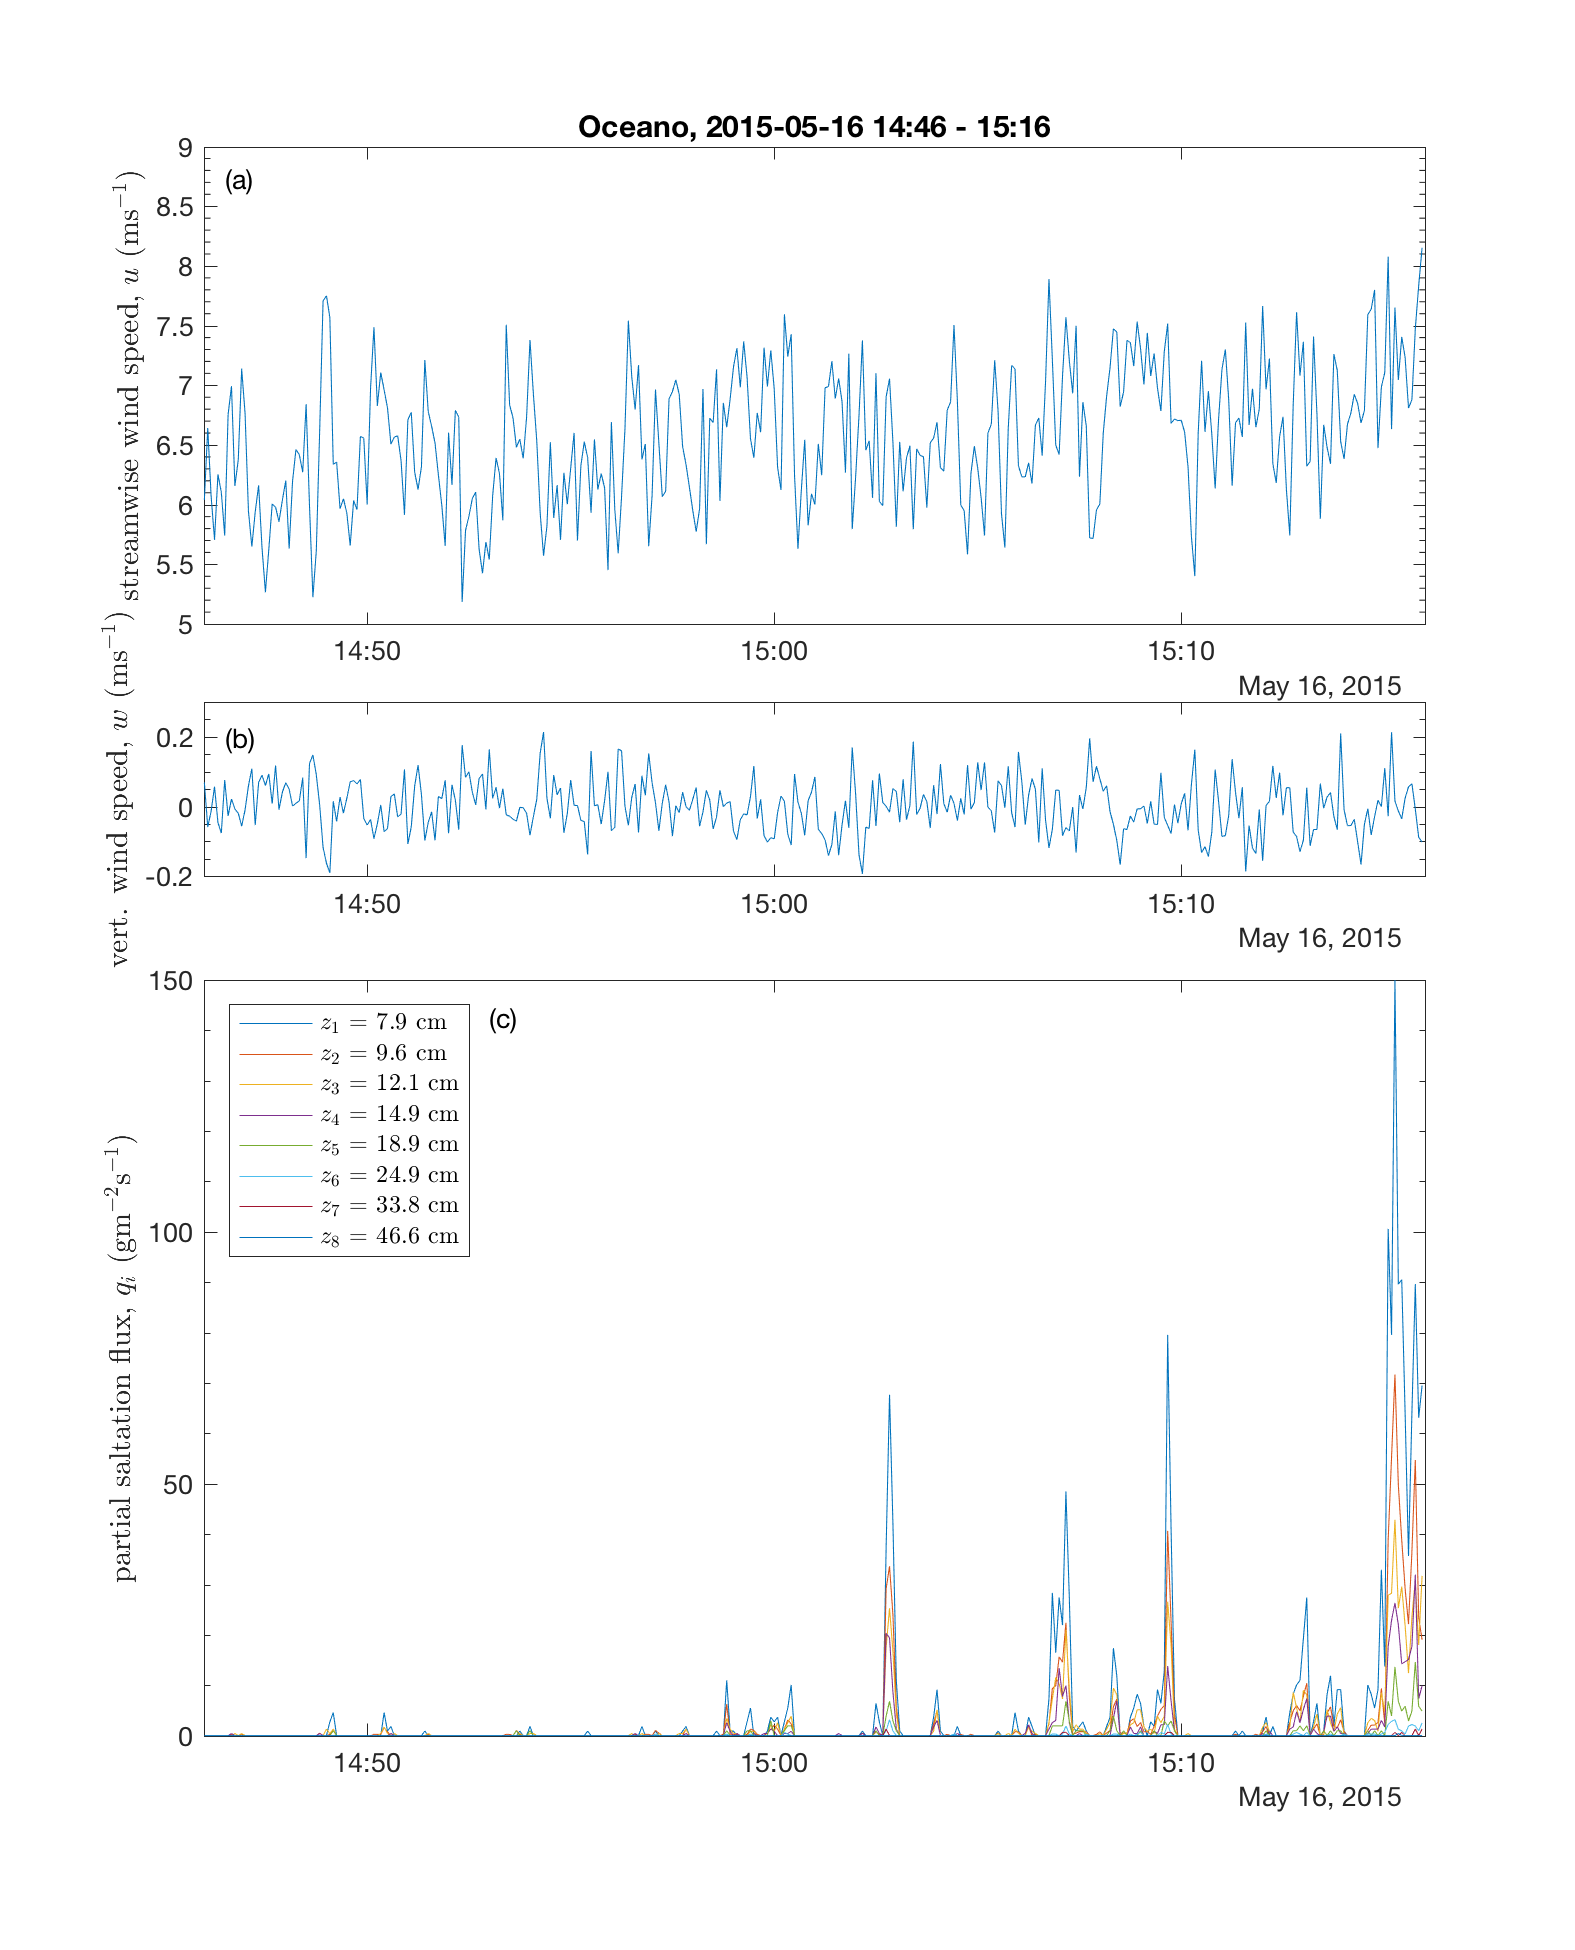 Oceano, 2015-05-16 14:46 - 15:16
(a)
streamwise wind speed, u (ms⁻¹)
9
8.5
8
7.5
7
6.5
6
5.5
5
14:50 15:00 15:10
May 16, 2015
(b)
vert. wind speed, w (ms⁻¹)
0.2
0
-0.2
14:50 15:00 15:10
May 16, 2015
(c)
partial saltation flux, qᵢ (gm⁻²s⁻¹)
150
100
50
0
z₁ = 7.9 cm
z₂ = 9.6 cm
z₃ = 12.1 cm
z₄ = 14.9 cm
z₅ = 18.9 cm
z₆ = 24.9 cm
z₇ = 33.8 cm
z₈ = 46.6 cm
14:50 15:00 15:10
May 16, 2015